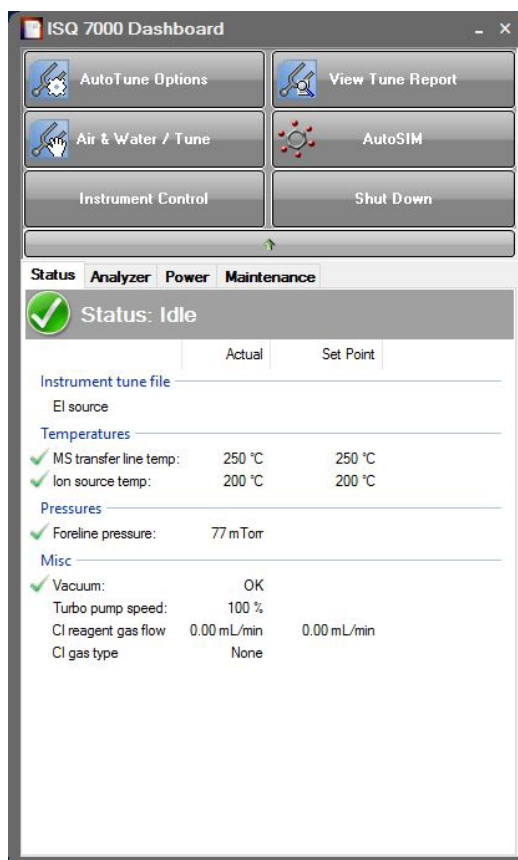 ISQ 7000 Dashboard
AutoTune Options
View Tune Report
Air & Water / Tune
AutoSIM
Instrument Control
Shut Down
Status Analyzer Power Maintenance
Status: Idle
Actual Set Point
Instrument tune file
EI source
Temperatures
MS transfer line temp: 250 °C 250 °C
Ion source temp: 200 °C 200 °C
Pressures
Foreline pressure: 77 mTorr
Misc
Vacuum: OK
Turbo pump speed: 100 %
CI reagent gas flow 0.00 mL/min 0.00 mL/min
CI gas type None